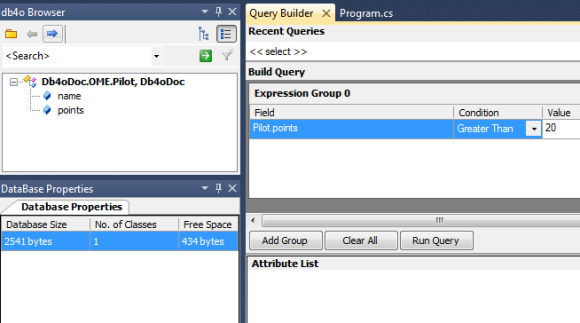 db4o Browser
<Search>
Db4oDoc.OME.Pilot, Db4oDoc
name
points
DataBase Properties
Database Properties
Database Size No. of Classes Free Space
2541 bytes 1 434 bytes
Query Builder Program.cs
Recent Queries
<< select >>
Build Query
Expression Group 0
Field Condition Value
Pilot.points Greater Than 20
Add Group Clear All Run Query
Attribute List